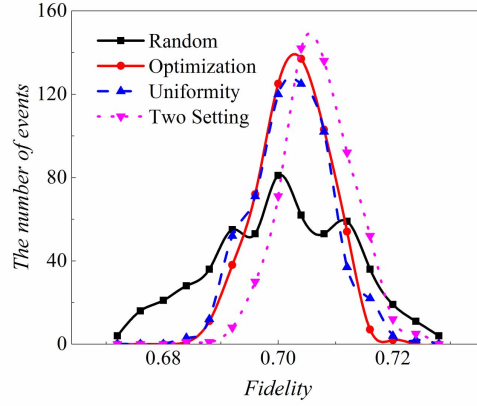 160
Random
Optimization
120
Uniformity
Two Setting
80
40
0
The number of events
0.68
0.70
0.72
Fidelity